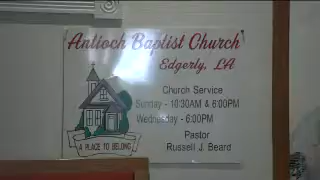 Antioch Baptist Church
Edgerly, LA
Church Service
Sunday - 10:30AM & 6:00PM
Wednesday - 6:00PM
Pastor
Russell J. Beard
A PLACE TO BELONG